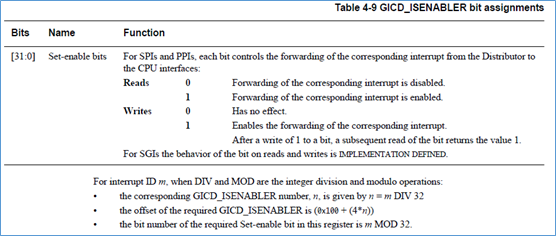 Table 4-9 GICD_ISENABLER bit assignments
Bits Name Function
[31:0] Set-enable bits For SPIs and PPIs, each bit controls the forwarding of the corresponding interrupt from the Distributor to
the CPU interfaces:
Reads 0 Forwarding of the corresponding interrupt is disabled.
1 Forwarding of the corresponding interrupt is enabled.
Writes 0 Has no effect.
1 Enables the forwarding of the corresponding interrupt.
After a write of 1 to a bit, a subsequent read of the bit returns the value 1.
For SGIs the behavior of the bit on reads and writes is IMPLEMENTATION DEFINED.
For interrupt ID m, when DIV and MOD are the integer division and modulo operations:
• the corresponding GICD_ISENABLER number, n, is given by n = m DIV 32
• the offset of the required GICD_ISENABLER is (0x100 + (4*n))
• the bit number of the required Set-enable bit in this register is m MOD 32.